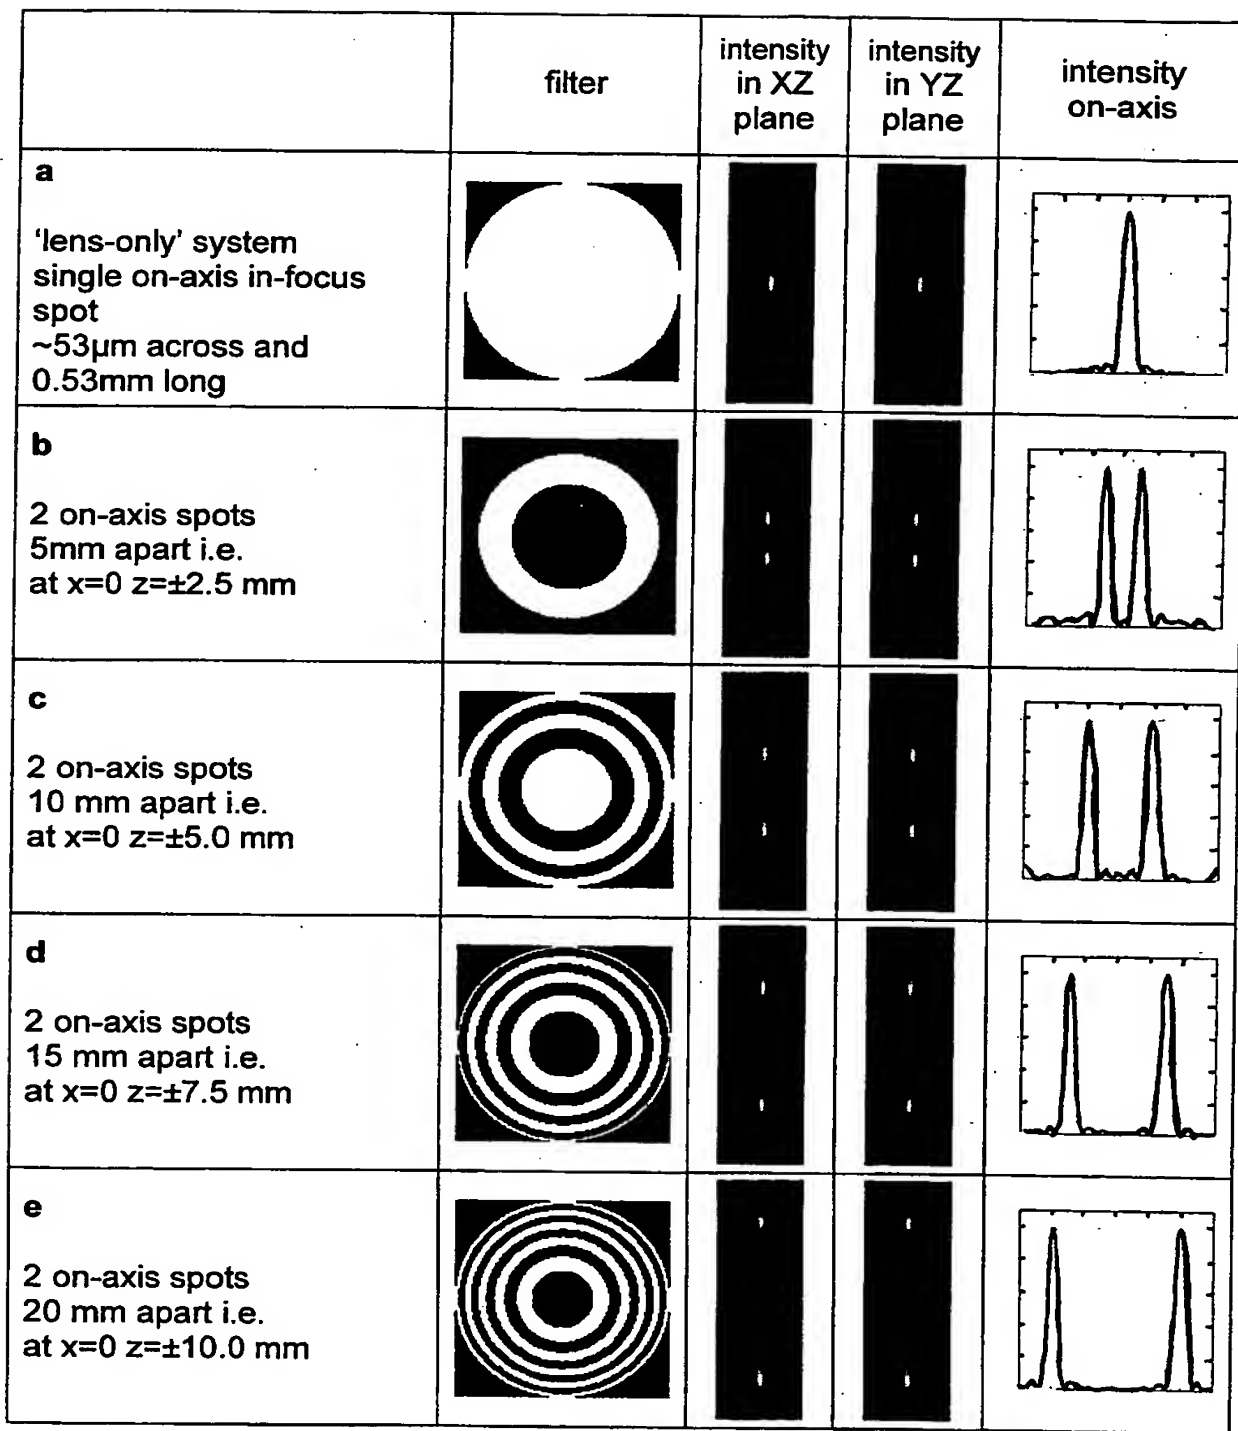 filter
intensity
in XZ
plane
intensity
in YZ
plane
intensity
on-axis
a
'lens-only' system
single on-axis in-focus
spot
~53µm across and
0.53mm long
b
2 on-axis spots
5mm apart i.e.
at x=0 z=±2.5 mm
c
2 on-axis spots
10 mm apart i.e.
at x=0 z=±5.0 mm
d
2 on-axis spots
15 mm apart i.e.
at x=0 z=±7.5 mm
e
2 on-axis spots
20 mm apart i.e.
at x=0 z=±10.0 mm